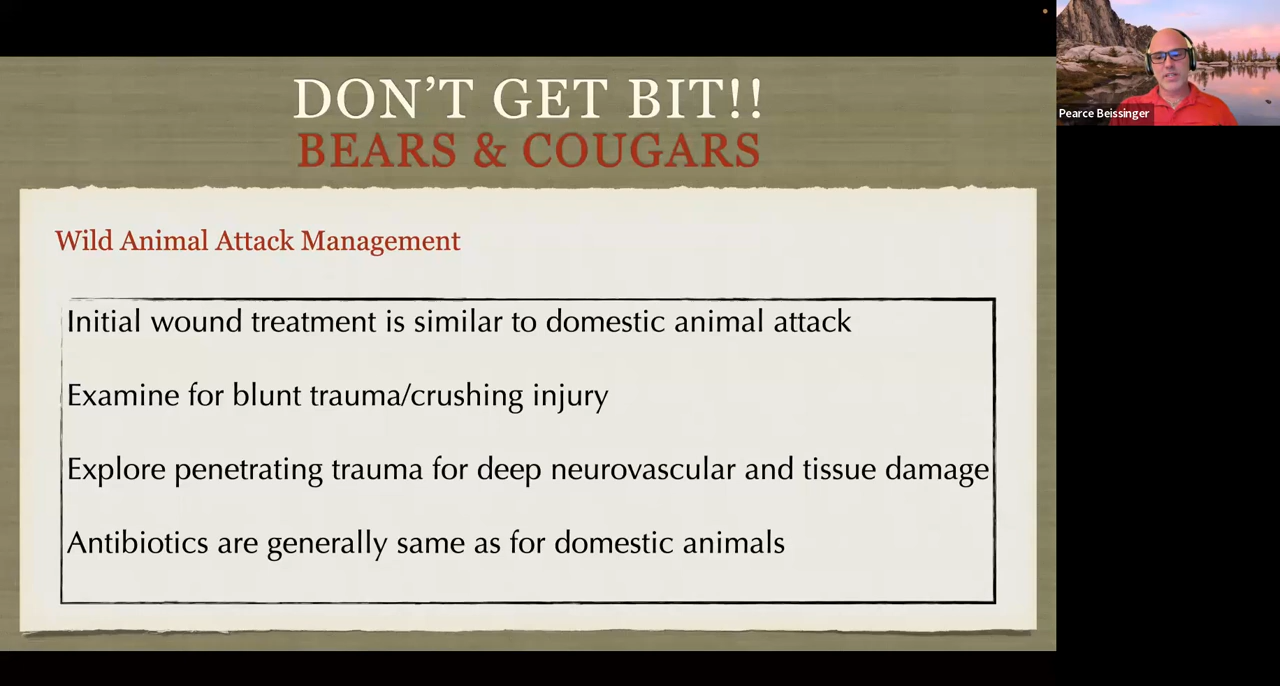 DON'T GET BIT!!
BEARS & COUGARS
Wild Animal Attack Management
Initial wound treatment is similar to domestic animal attack
Examine for blunt trauma/crushing injury
Explore penetrating trauma for deep neurovascular and tissue damage
Antibiotics are generally same as for domestic animals
Pearce Beissinger